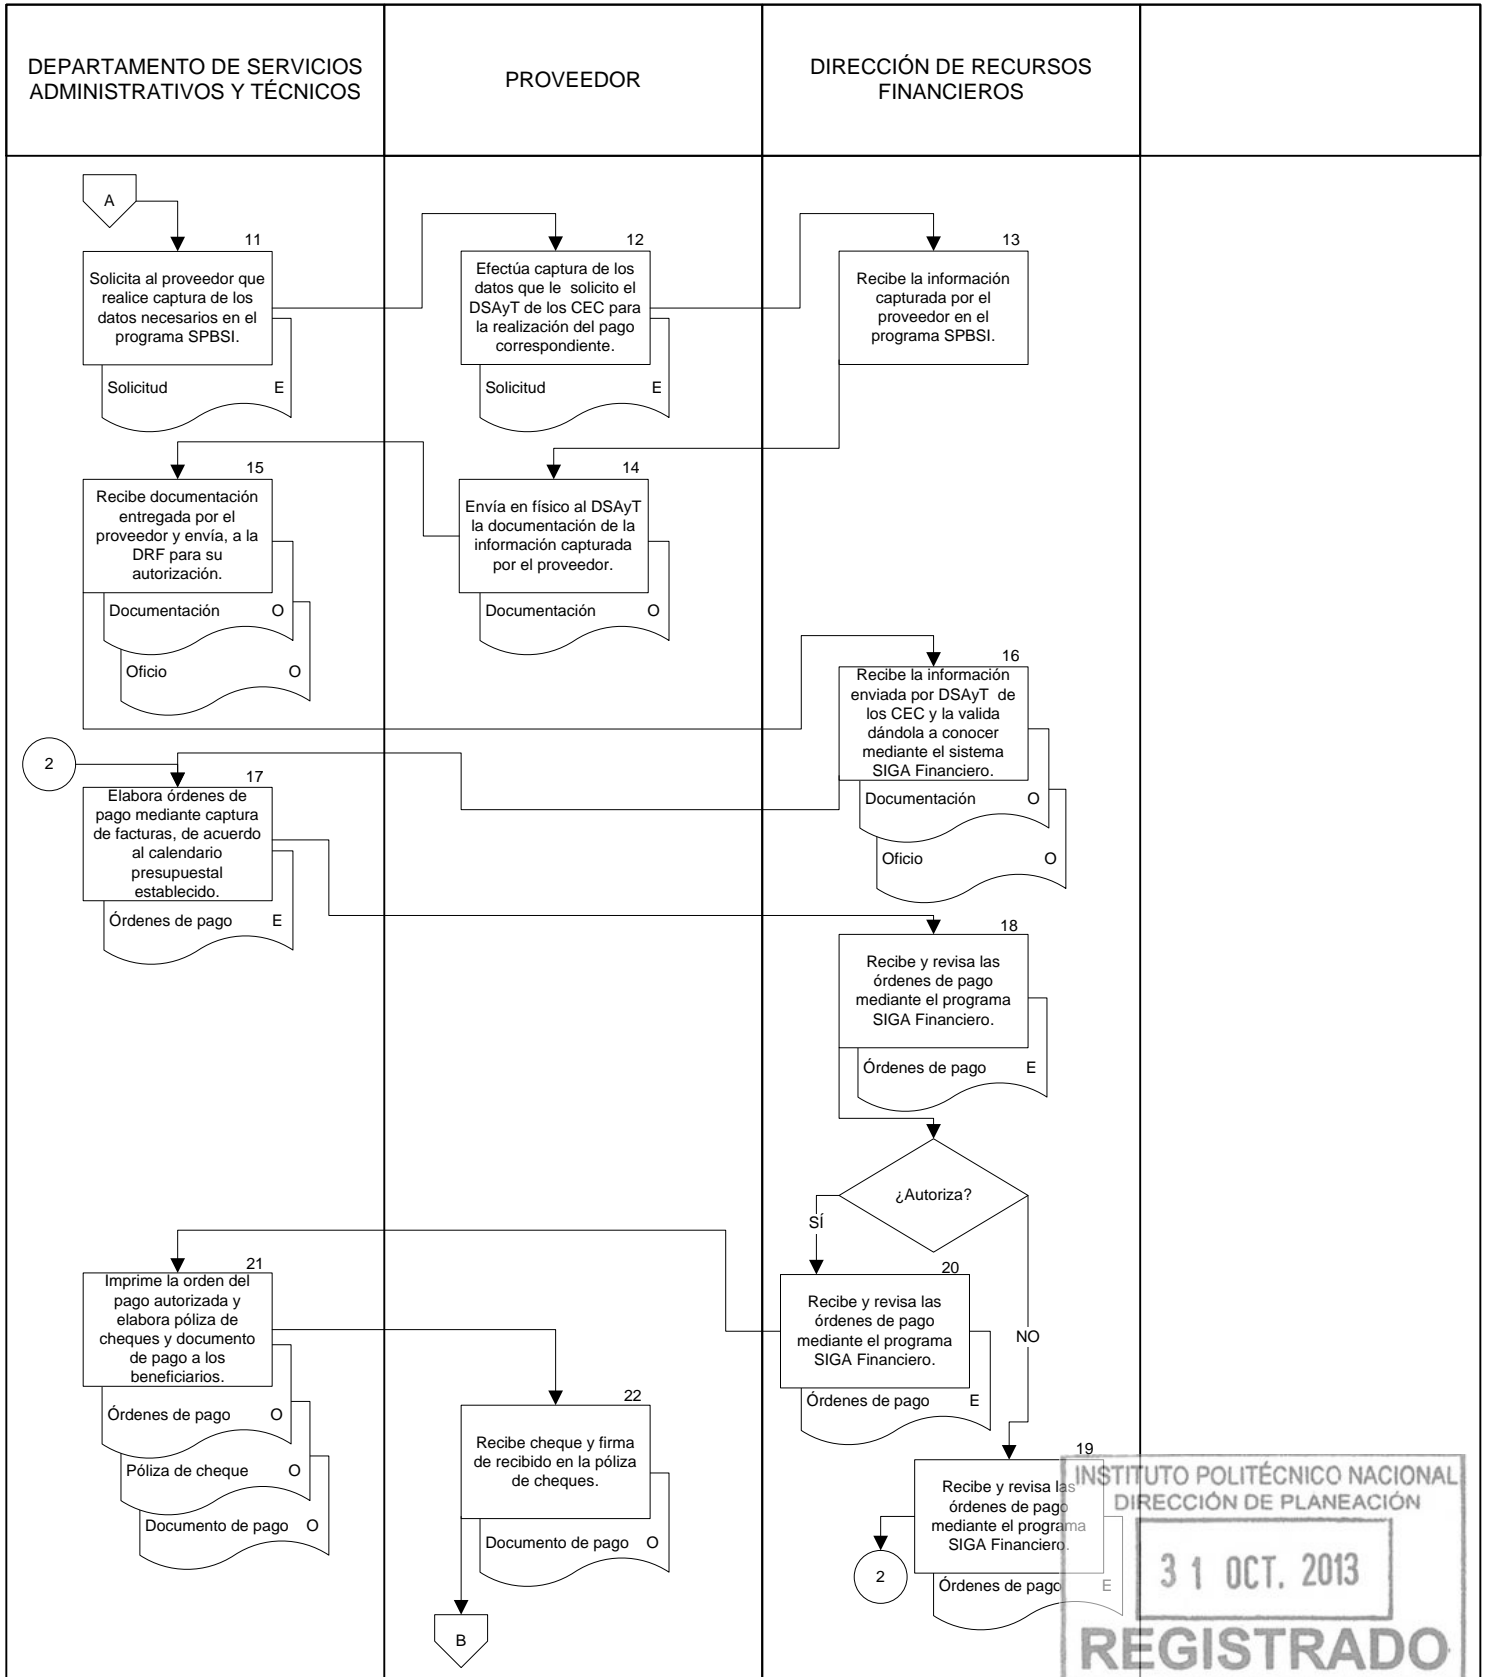 DEPARTAMENTO DE SERVICIOS
ADMINISTRATIVOS Y TÉCNICOS
PROVEEDOR
DIRECCIÓN DE RECURSOS
FINANCIEROS
A
11
Solicita al proveedor que
realice captura de los
datos necesarios en el
programa SPBSI.
Solicitud E
12
Efectúa captura de los
datos que le solicito el
DSAyT de los CEC para
la realización del pago
correspondiente.
Solicitud E
13
Recibe la información
capturada por el
proveedor en el
programa SPBSI.
15
Recibe documentación
entregada por el
proveedor y envía, a la
DRF para su
autorización.
Documentación O
Oficio O
14
Envía en físico al DSAyT
la documentación de la
información capturada
por el proveedor.
Documentación O
16
Recibe la información
enviada por DSAyT de
los CEC y la valida
dándola a conocer
mediante el sistema
SIGA Financiero.
Documentación O
Oficio O
2
17
Elabora órdenes de
pago mediante captura
de facturas, de acuerdo
al calendario
presupuestal
establecido.
Órdenes de pago E
18
Recibe y revisa las
órdenes de pago
mediante el programa
SIGA Financiero.
Órdenes de pago E
¿Autoriza?
SÍ
NO
21
Imprime la orden del
pago autorizada y
elabora póliza de
cheques y documento
de pago a los
beneficiarios.
Órdenes de pago O
Póliza de cheque O
Documento de pago O
20
Recibe y revisa las
órdenes de pago
mediante el programa
SIGA Financiero.
Órdenes de pago E
22
Recibe cheque y firma
de recibido en la póliza
de cheques.
Documento de pago O
B
19
Recibe y revisa las
órdenes de pago
mediante el programa
SIGA Financiero.
Órdenes de pago E
2
INSTITUTO POLITÉCNICO NACIONAL
DIRECCIÓN DE PLANEACIÓN
31 OCT. 2013
REGISTRADO